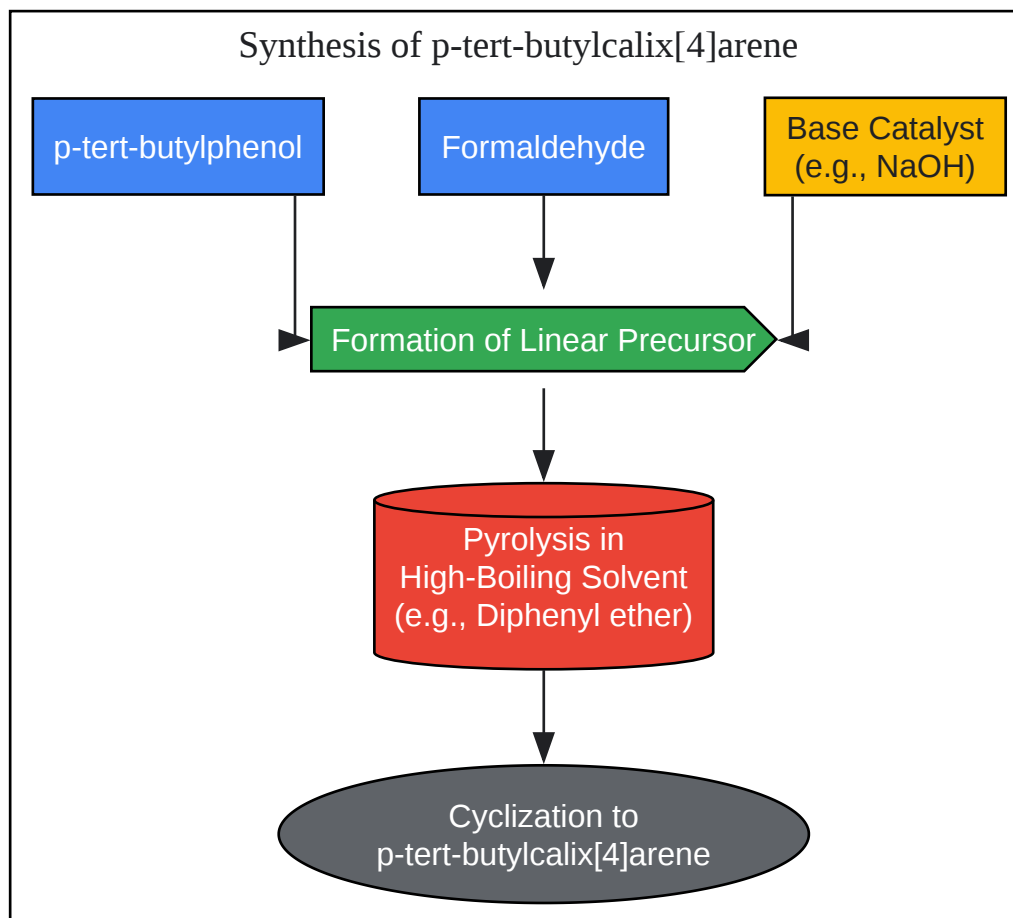 Synthesis of p-tert-butylcalix[4]arene
p-tert-butylphenol
Formaldehyde
Base Catalyst
(e.g., NaOH)
Formation of Linear Precursor
Pyrolysis in
High-Boiling Solvent
(e.g., Diphenyl ether)
Cyclization to
p-tert-butylcalix[4]arene